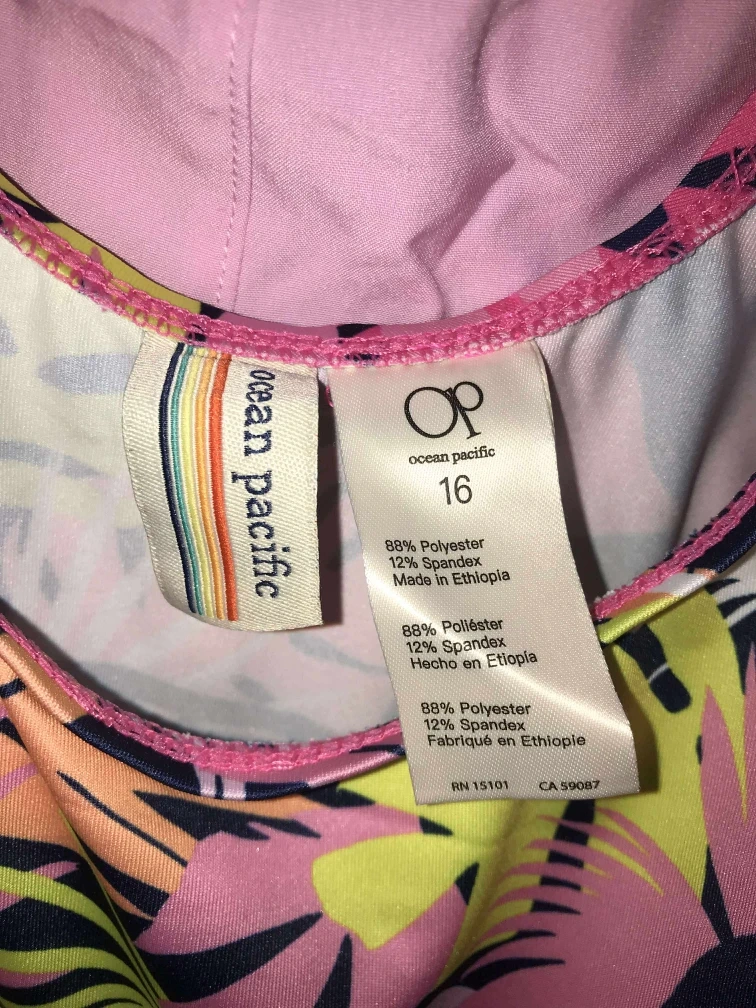 ocean pacific
Op
ocean pacific
16
88% Polyester
12% Spandex
Made in Ethiopia
88% Poliéster
12% Spandex
Hecho en Etiopía
88% Polyester
12% Spandex
Fabriqué en Ethiopie
RN 15101 CA 59087